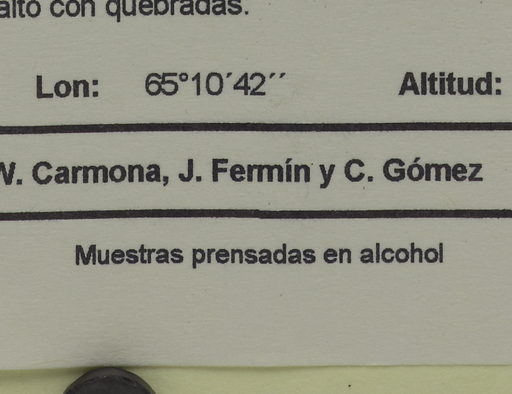 alto con quebradas.
Lon: 65°10´42´´ Altitud:
W. Carmona, J. Fermín y C. Gómez
Muestras prensadas en alcohol